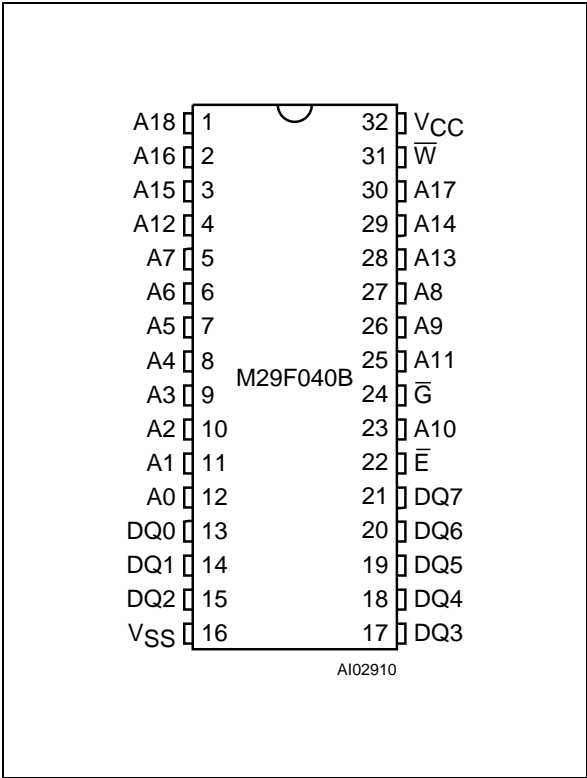 A18 1 32 VCC
A16 2 31 W̅
A15 3 30 A17
A12 4 29 A14
A7 5 28 A13
A6 6 27 A8
A5 7 26 A9
A4 8 25 A11
M29F040B
A3 9 24 G̅
A2 10 23 A10
A1 11 22 E̅
A0 12 21 DQ7
DQ0 13 20 DQ6
DQ1 14 19 DQ5
DQ2 15 18 DQ4
VSS 16 17 DQ3
AI02910